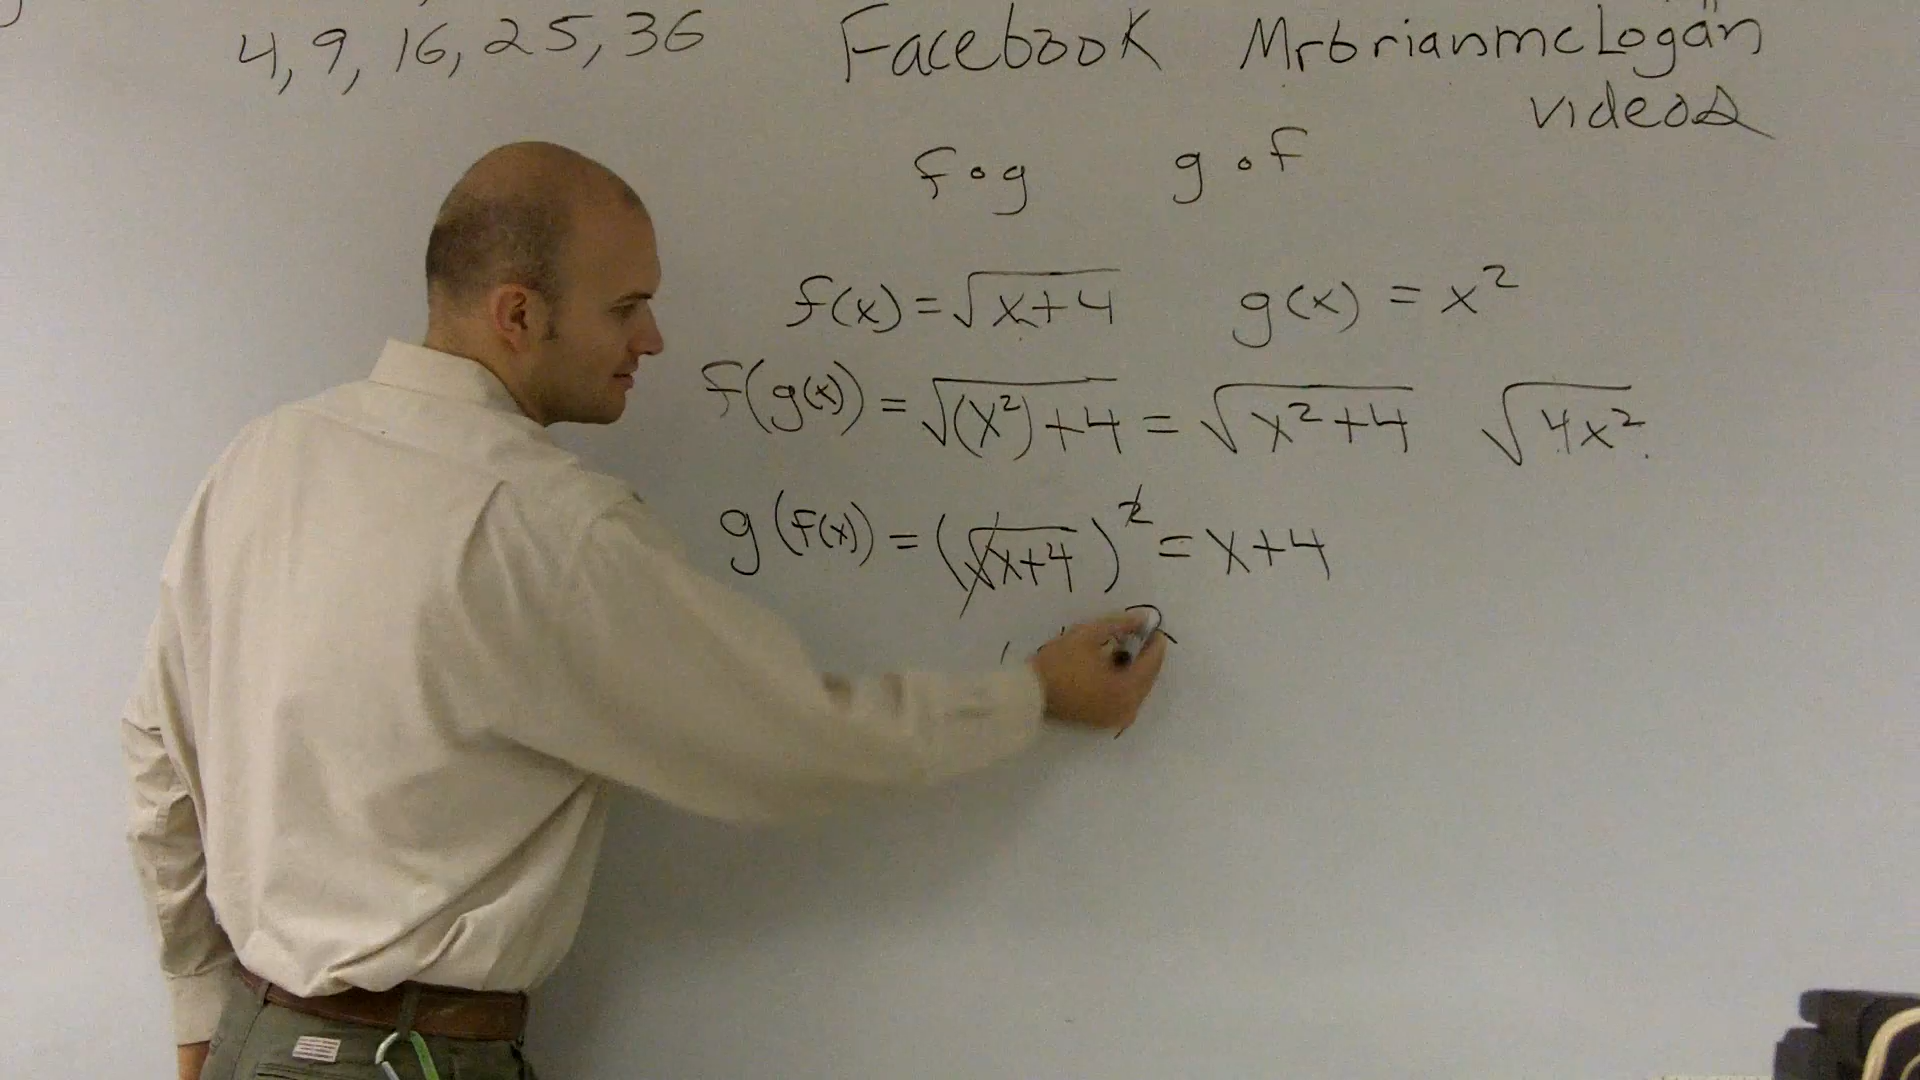 4, 9, 16, 25, 36 Facebook Mrbrianmclogan
videos
f∘g g∘f
f(x) = √(x+4) g(x) = x²
f(g(x)) = √((x²)+4) = √(x²+4) √(4x²)
g(f(x)) = (√(x+4))² = x+4